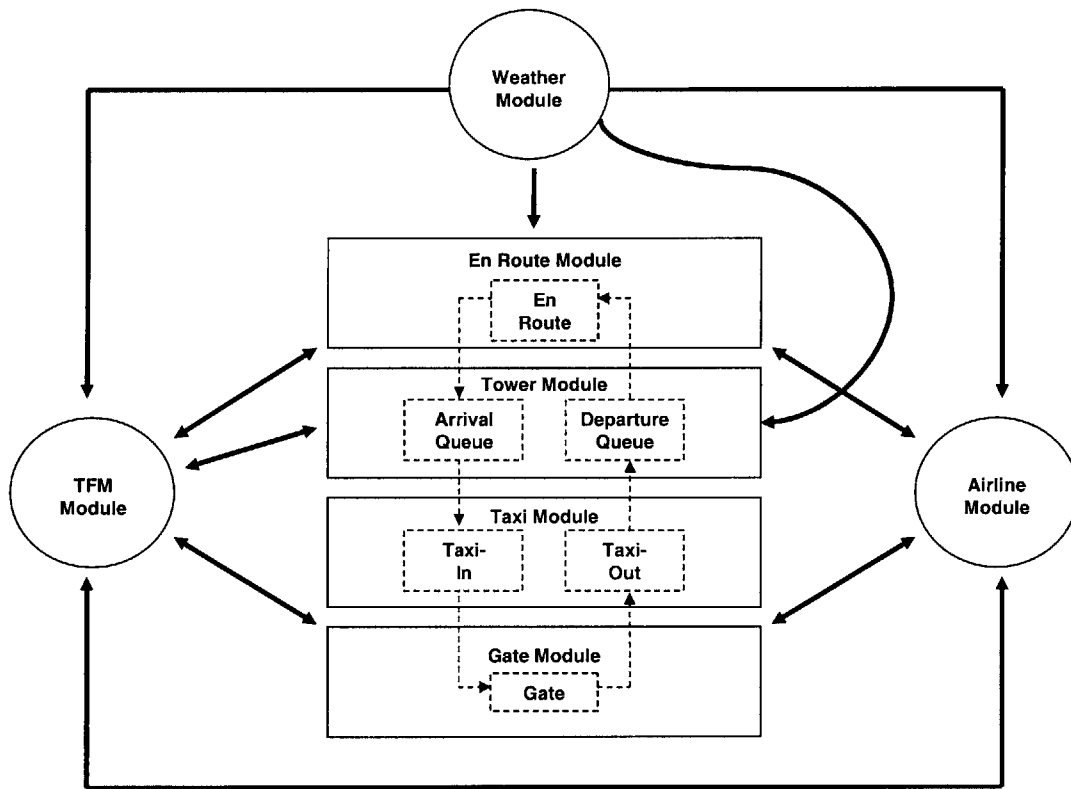 Weather
Module
En Route Module
En
Route
Tower Module
Arrival
Queue
Departure
Queue
TFM
Module
Airline
Module
Taxi Module
Taxi-
In
Taxi-
Out
Gate Module
Gate